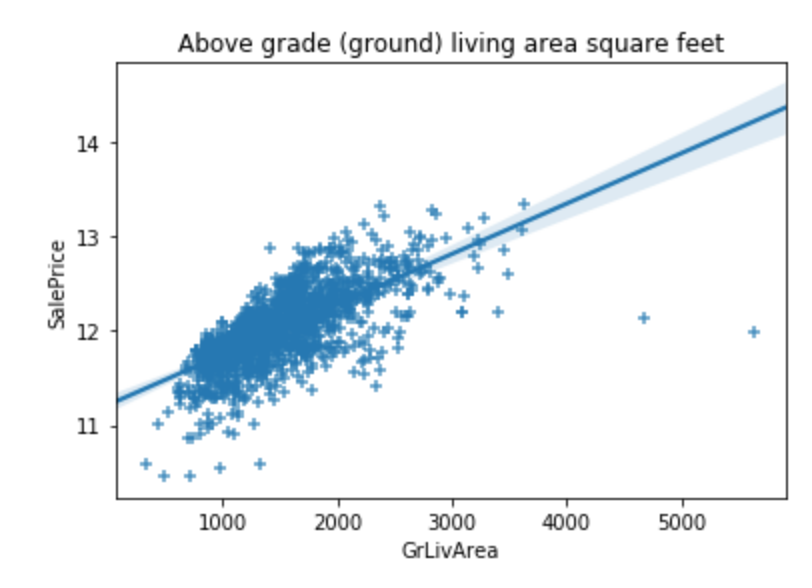 Above grade (ground) living area square feet
14
13
12
11
SalePrice
1000 2000 3000 4000 5000
GrLivArea